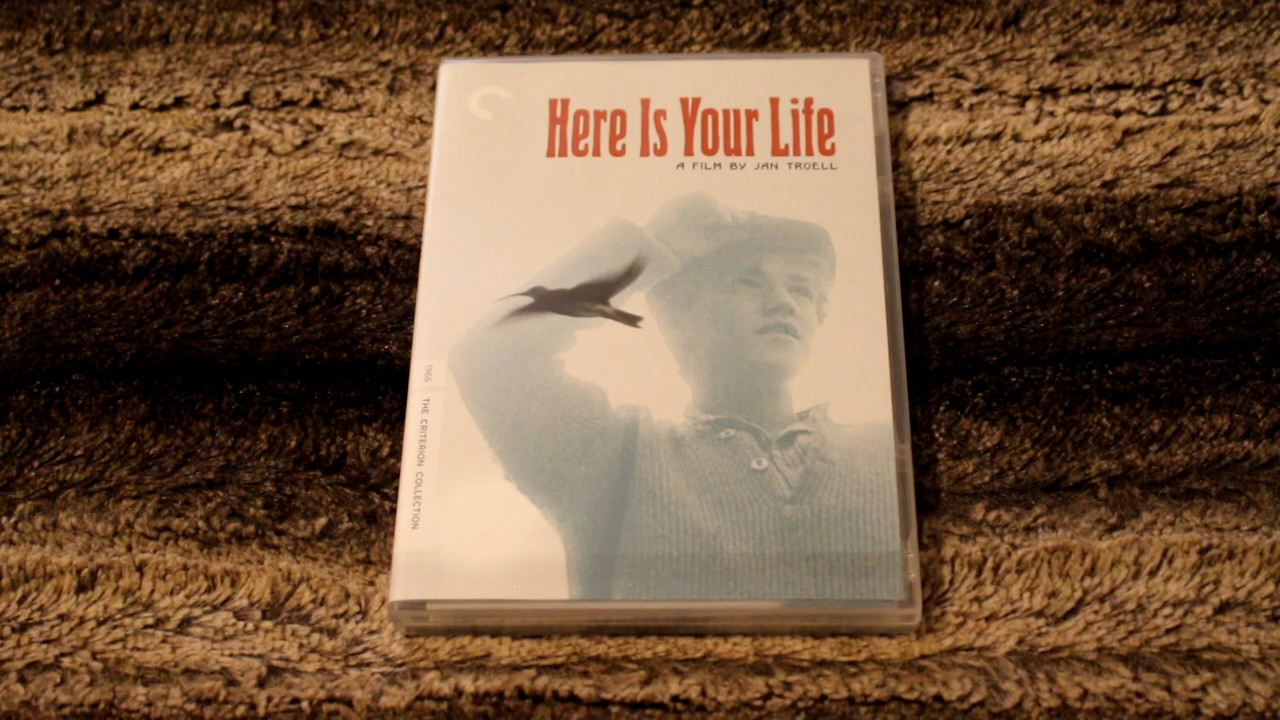 Here Is Your Life
A FILM BY JAN TROELL
1966
THE CRITERION COLLECTION